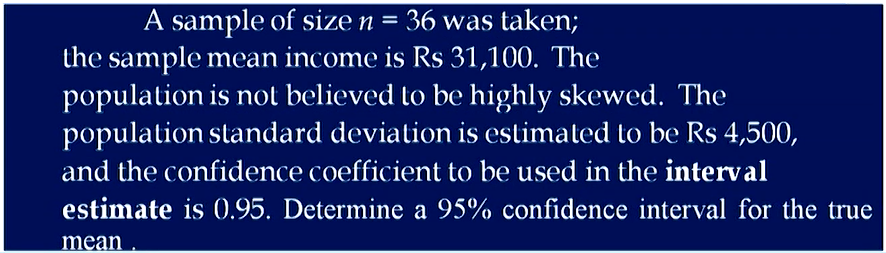 A sample of size n = 36 was taken;
the sample mean income is Rs 31,100. The
population is not believed to be highly skewed. The
population standard deviation is estimated to be Rs 4,500,
and the confidence coefficient to be used in the interval
estimate is 0.95. Determine a 95% confidence interval for the true
mean .